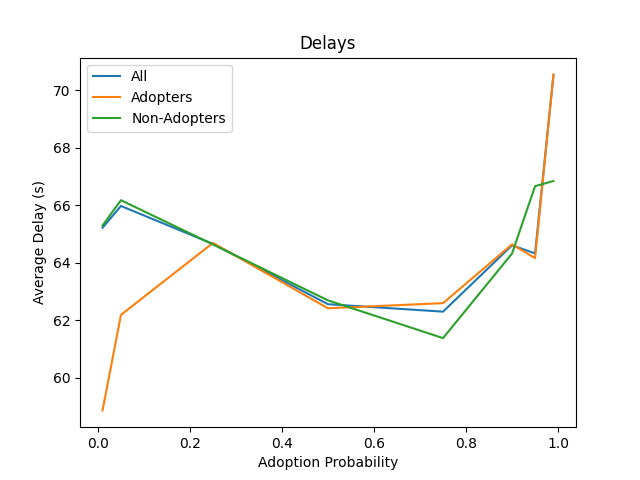 Delays
All
Adopters
Non-Adopters
Average Delay (s)
70
68
66
64
62
60
0.0 0.2 0.4 0.6 0.8 1.0
Adoption Probability